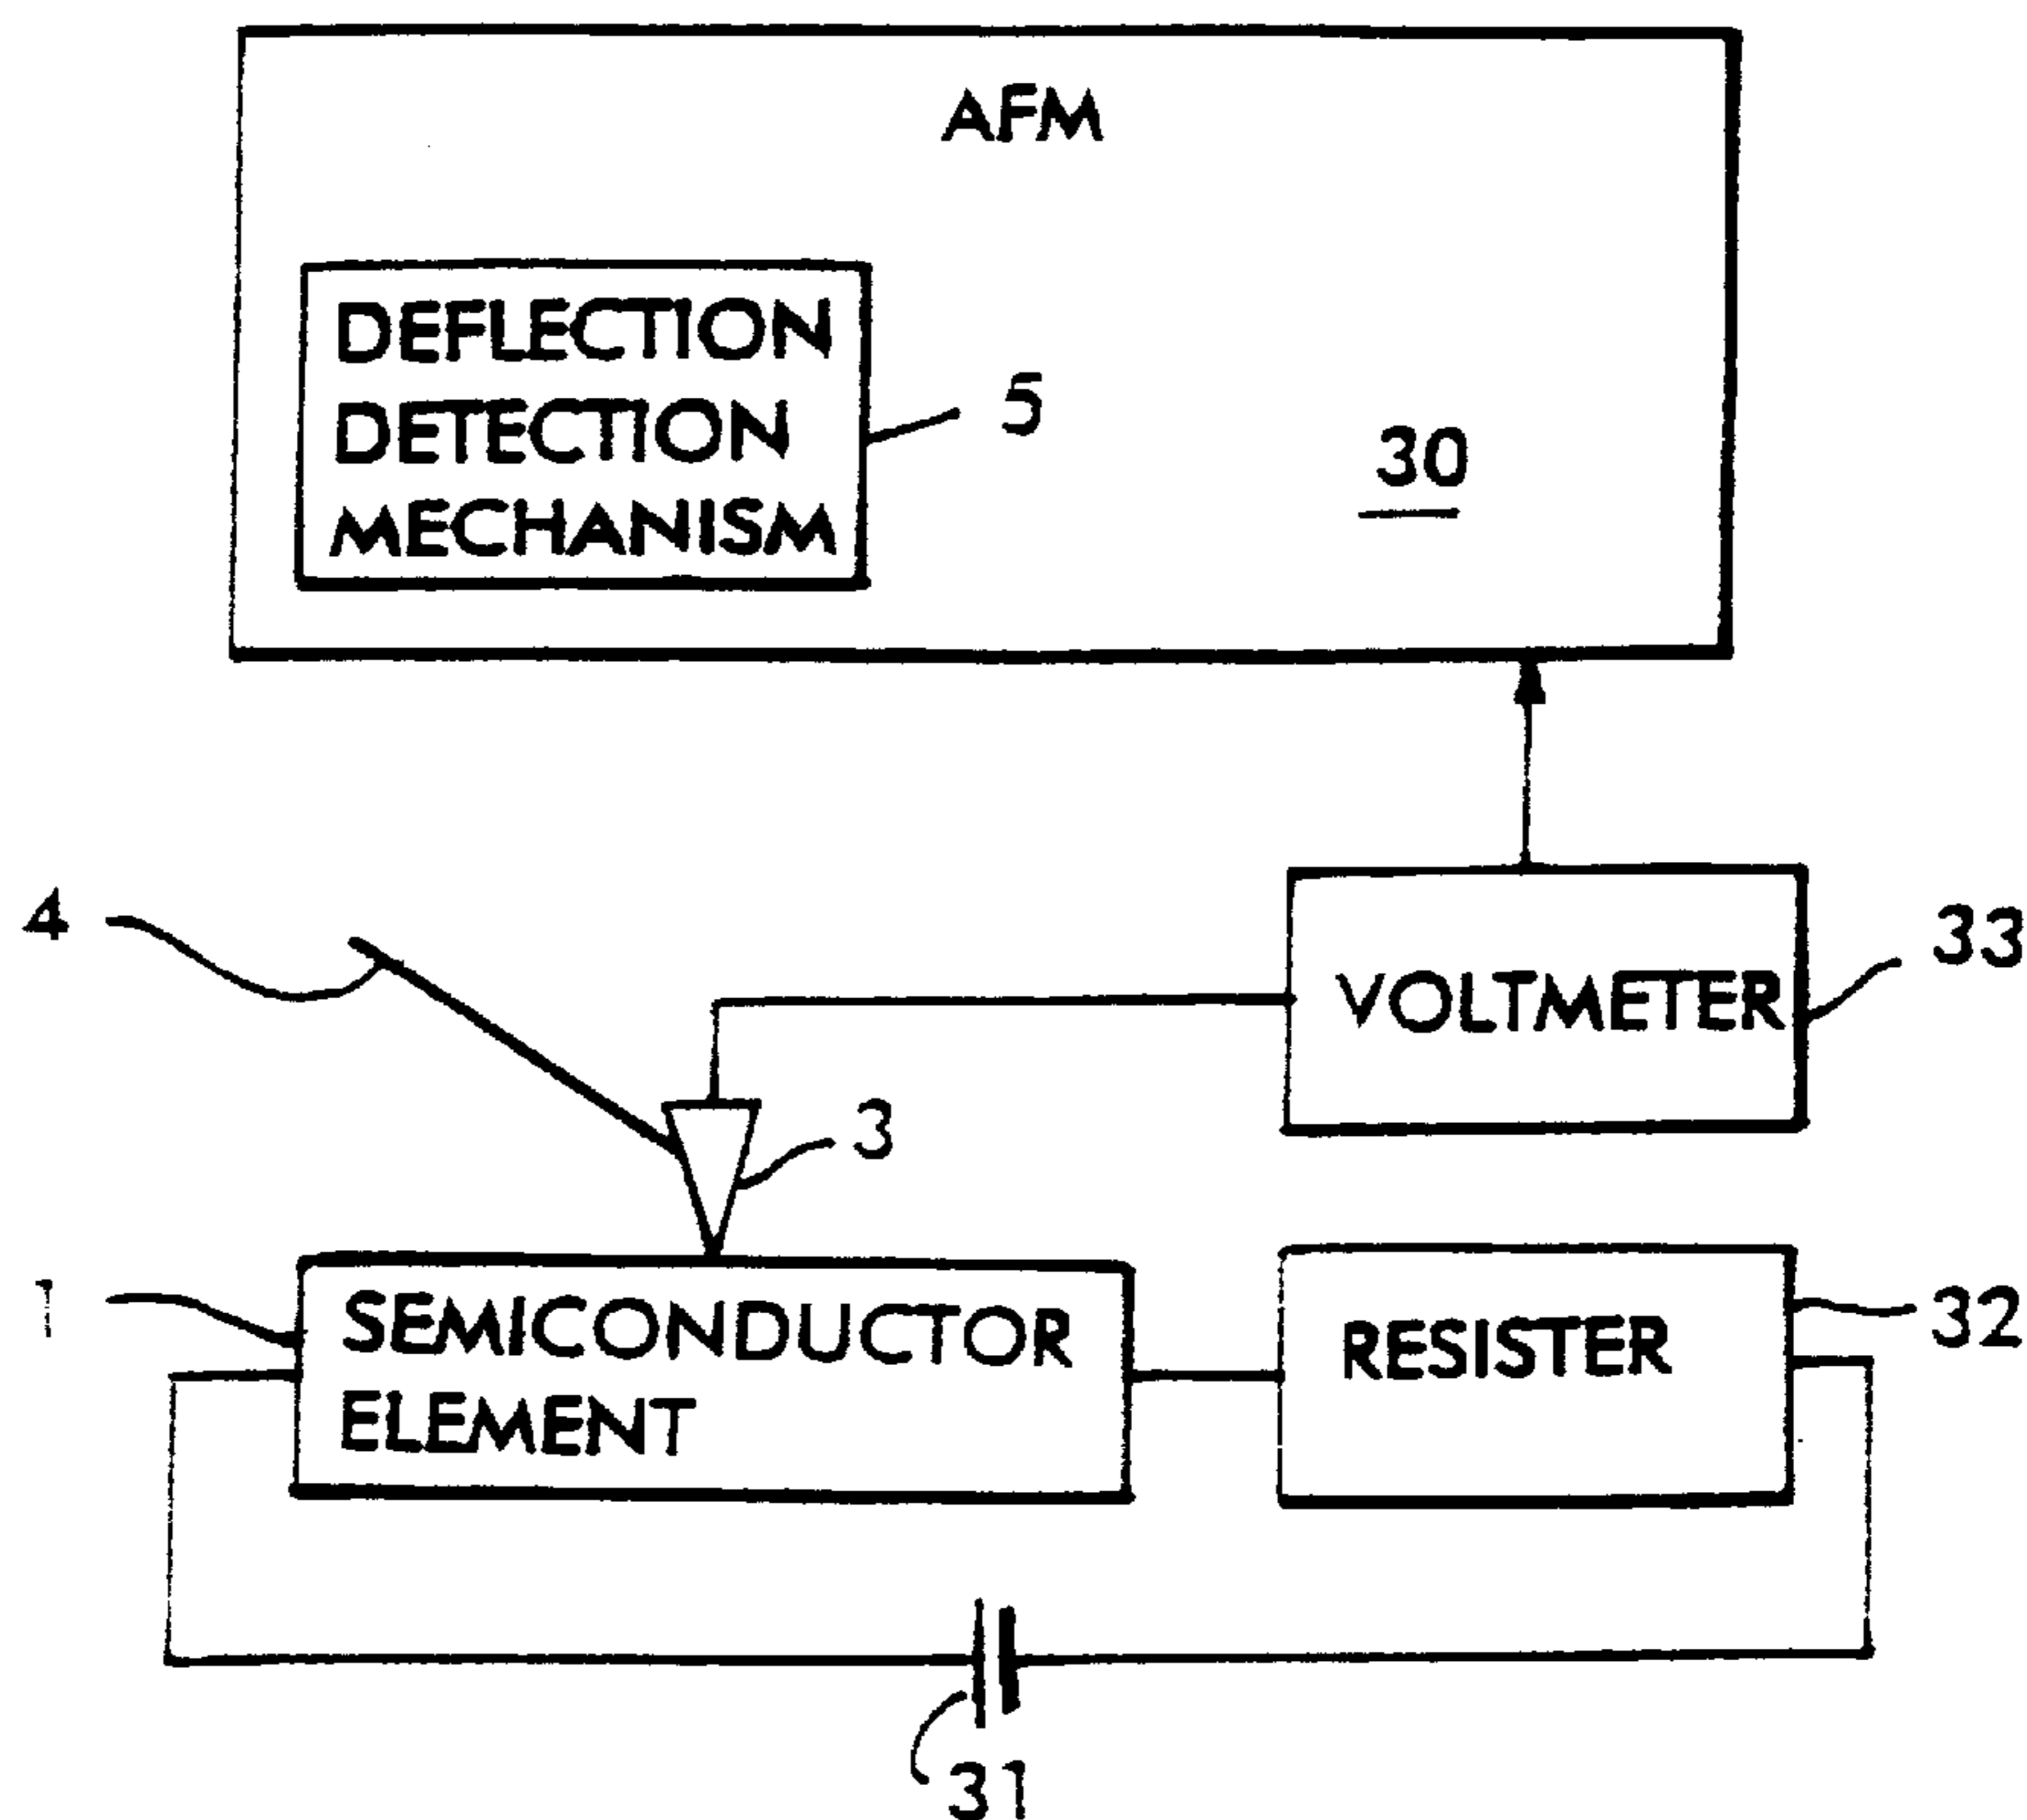 AFM
DEFLECTION
DETECTION
MECHANISM
5
30
4
VOLTMETER
33
3
1
SEMICONDUCTOR
ELEMENT
RESISTER
32
31